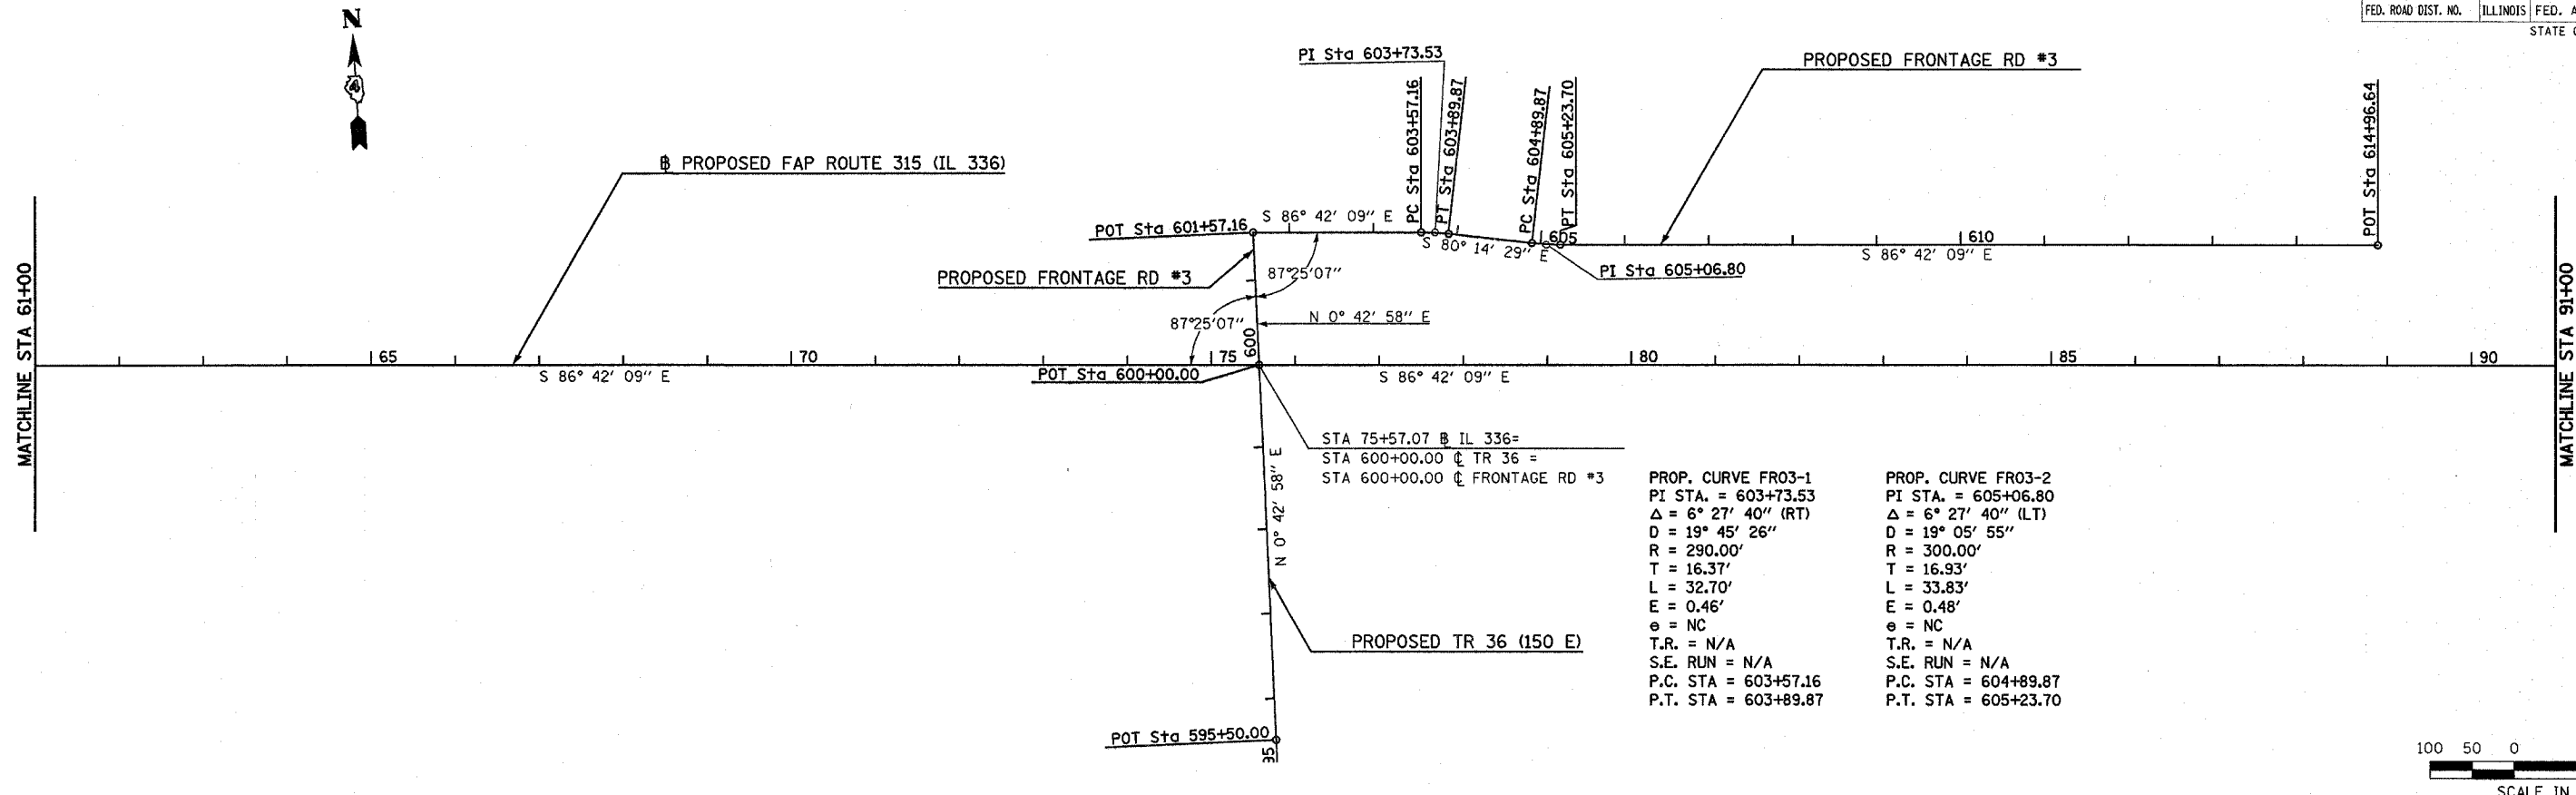 FED. ROAD DIST. NO. ILLINOIS FED. A
STATE O
N
4
PI Sta 603+73.53
PROPOSED FRONTAGE RD #3
PC Sta 603+57.16
PT Sta 603+89.87
PC Sta 604+89.87
PT Sta 605+23.70
POT Sta 614+96.64
℄ PROPOSED FAP ROUTE 315 (IL 336)
POT Sta 601+57.16
S 86° 42' 09" E
S 80° 14' 29" E
605
610
S 86° 42' 09" E
PI Sta 605+06.80
PROPOSED FRONTAGE RD #3
87°25'07"
87°25'07"
N 0° 42' 58" E
600
MATCHLINE STA 61+00
65
70
75
80
85
90
MATCHLINE STA 91+00
S 86° 42' 09" E
POT Sta 600+00.00
S 86° 42' 09" E
STA 75+57.07 ℄ IL 336=
STA 600+00.00 ℄ TR 36 =
STA 600+00.00 ℄ FRONTAGE RD #3
N 0° 42' 58" E
PROPOSED TR 36 (150 E)
POT Sta 595+50.00
95
PROP. CURVE FR03-1
PI STA. = 603+73.53
Δ = 6° 27' 40" (RT)
D = 19° 45' 26"
R = 290.00'
T = 16.37'
L = 32.70'
E = 0.46'
e = NC
T.R. = N/A
S.E. RUN = N/A
P.C. STA = 603+57.16
P.T. STA = 603+89.87
PROP. CURVE FR03-2
PI STA. = 605+06.80
Δ = 6° 27' 40" (LT)
D = 19° 05' 55"
R = 300.00'
T = 16.93'
L = 33.83'
E = 0.48'
e = NC
T.R. = N/A
S.E. RUN = N/A
P.C. STA = 604+89.87
P.T. STA = 605+23.70
100 50 0
SCALE IN